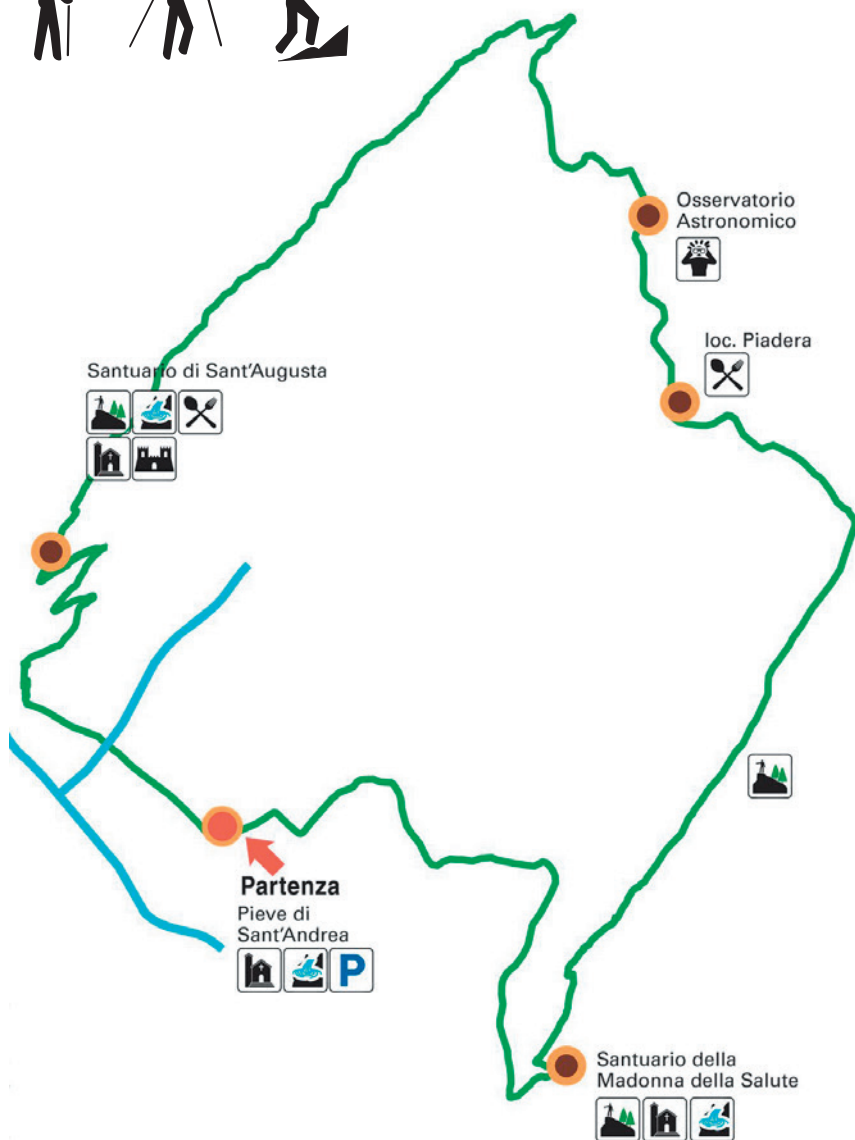 Osservatorio
Astronomico
loc. Piadera
Santuario di Sant'Augusta
Partenza
Pieve di
Sant'Andrea
P
Santuario della
Madonna della Salute